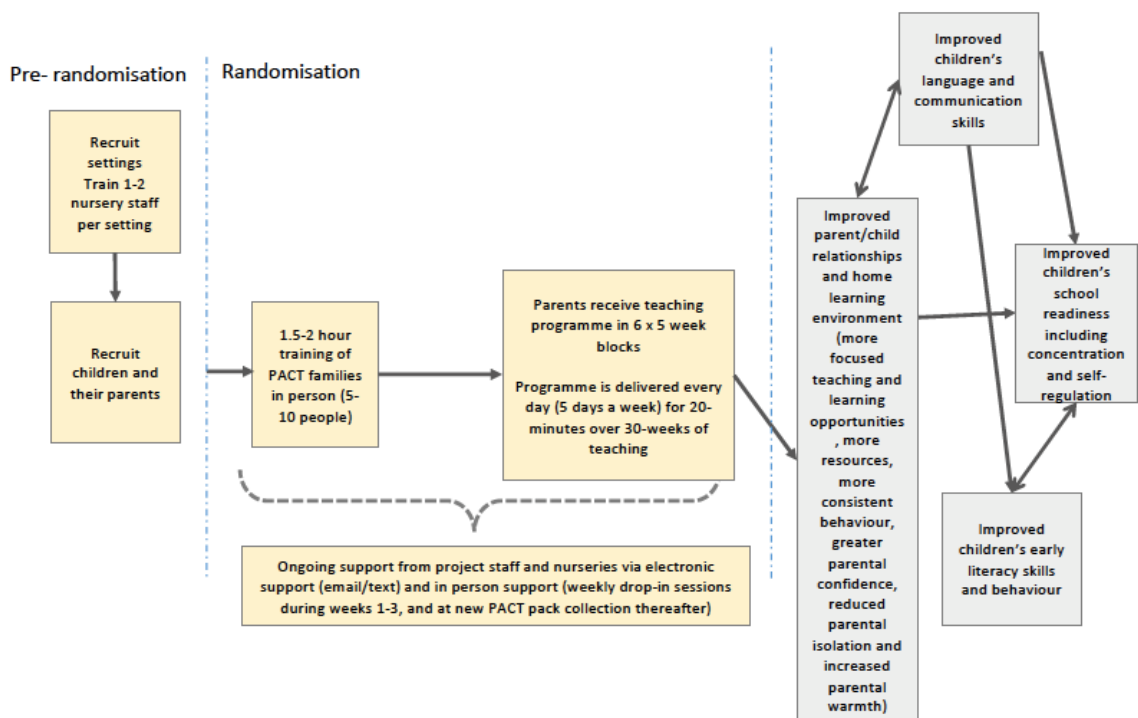 Pre- randomisation
Randomisation
Recruit
settings
Train 1-2
nursery staff
per setting
Recruit
children and
their parents
1.5-2 hour
training of
PACT families
in person (5-
10 people)
Parents receive teaching
programme in 6 x 5 week
blocks
Programme is delivered every
day (5 days a week) for 20-
minutes over 30-weeks of
teaching
Ongoing support from project staff and nurseries via electronic
support (email/text) and in person support (weekly drop-in sessions
during weeks 1-3, and at new PACT pack collection thereafter)
Improved
parent/child
relationships
and home
learning
environment
(more
focused
teaching and
learning
opportunities
, more
resources,
more
consistent
behaviour,
greater
parental
confidence,
reduced
parental
isolation and
increased
parental
warmth)
Improved
children's
language and
communication
skills
Improved
children's
school
readiness
including
concentration
and self-
regulation
Improved
children's early
literacy skills
and behaviour